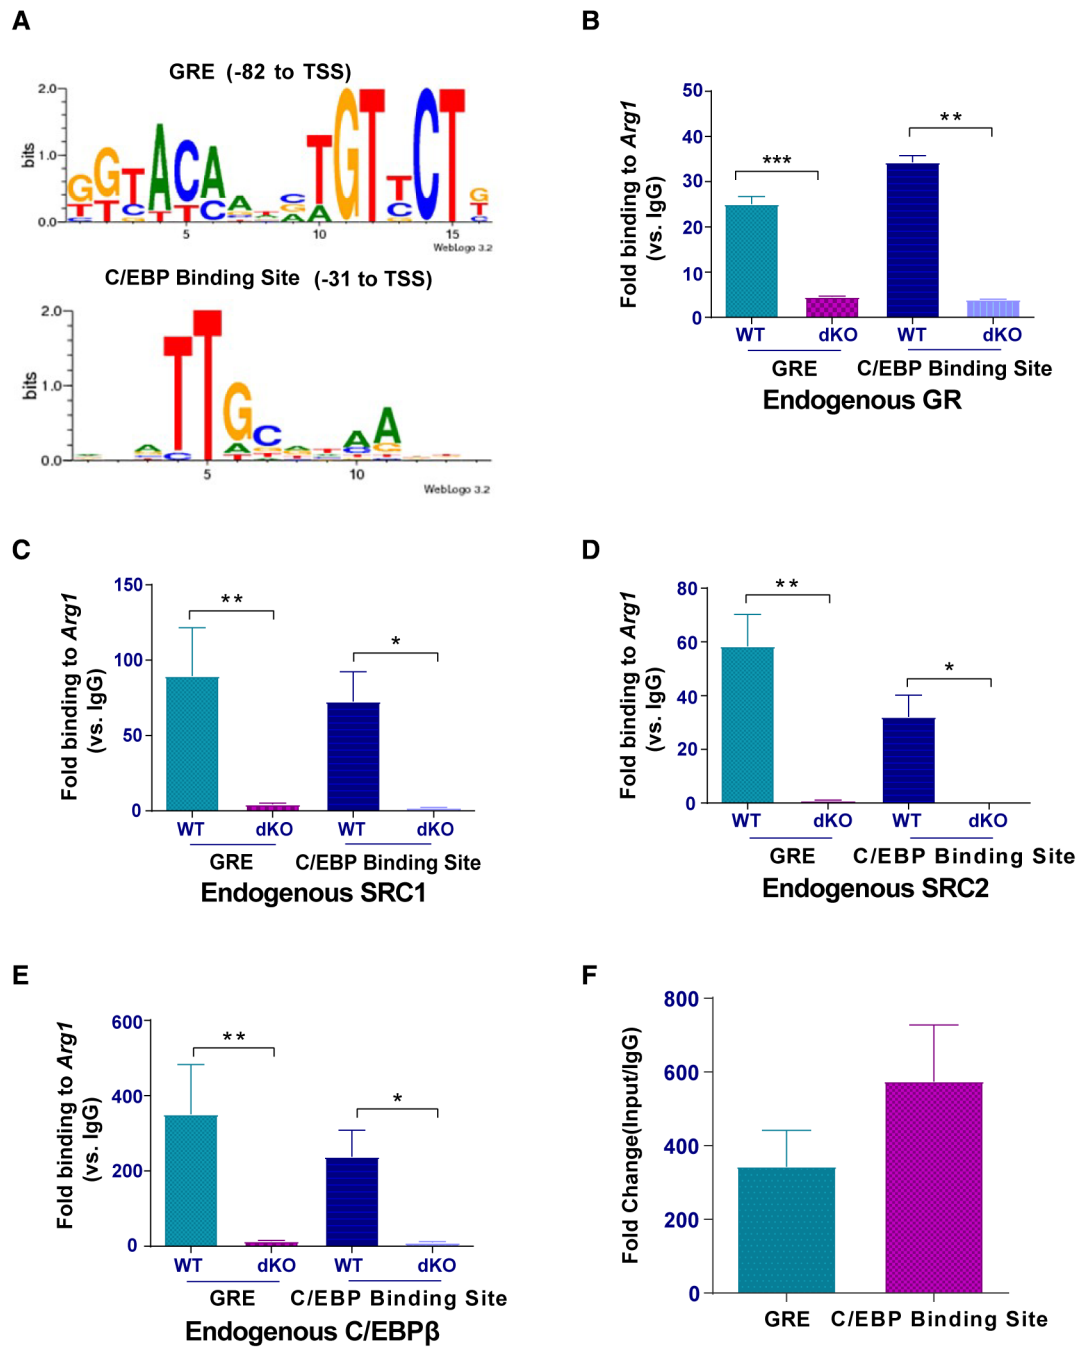 A
GRE (-82 to TSS)
2.0
1.0
0.0
bits
5
10
15
WebLogo 3.2
C/EBP Binding Site (-31 to TSS)
2.0
1.0
0.0
bits
5
10
WebLogo 3.2
B
Fold binding to Arg1
(vs. IgG)
50
40
30
20
10
0
***
**
WT
dKO
WT
dKO
GRE
C/EBP Binding Site
Endogenous GR
C
Fold binding to Arg1
(vs. IgG)
150
100
50
0
**
*
WT
dKO
WT
dKO
GRE
C/EBP Binding Site
Endogenous SRC1
D
Fold binding to Arg1
(vs. IgG)
80
60
40
20
0
**
*
WT
dKO
WT
dKO
GRE
C/EBP Binding Site
Endogenous SRC2
E
Fold binding to Arg1
(vs. IgG)
600
400
200
0
**
*
WT
dKO
WT
dKO
GRE
C/EBP Binding Site
Endogenous C/EBPβ
F
Fold Change(Input/IgG)
800
600
400
200
0
GRE
C/EBP Binding Site